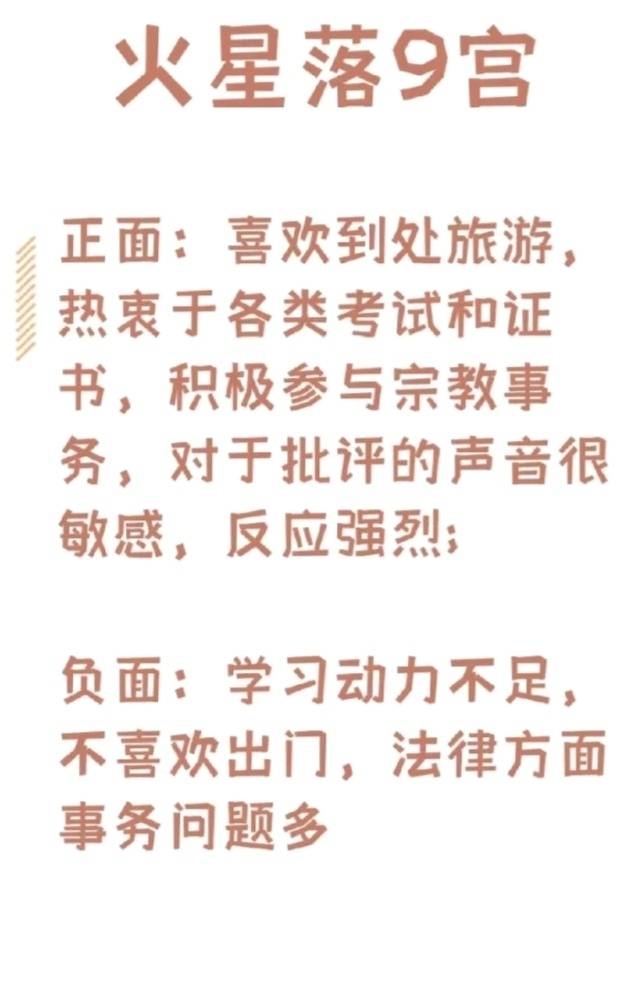 火星落9宫
正面：喜欢到处旅游，
热衷于各类考试和证
书，积极参与宗教事
务，对于批评的声音很
敏感，反应强烈;
负面：学习动力不足，
不喜欢出门，法律方面
事务问题多